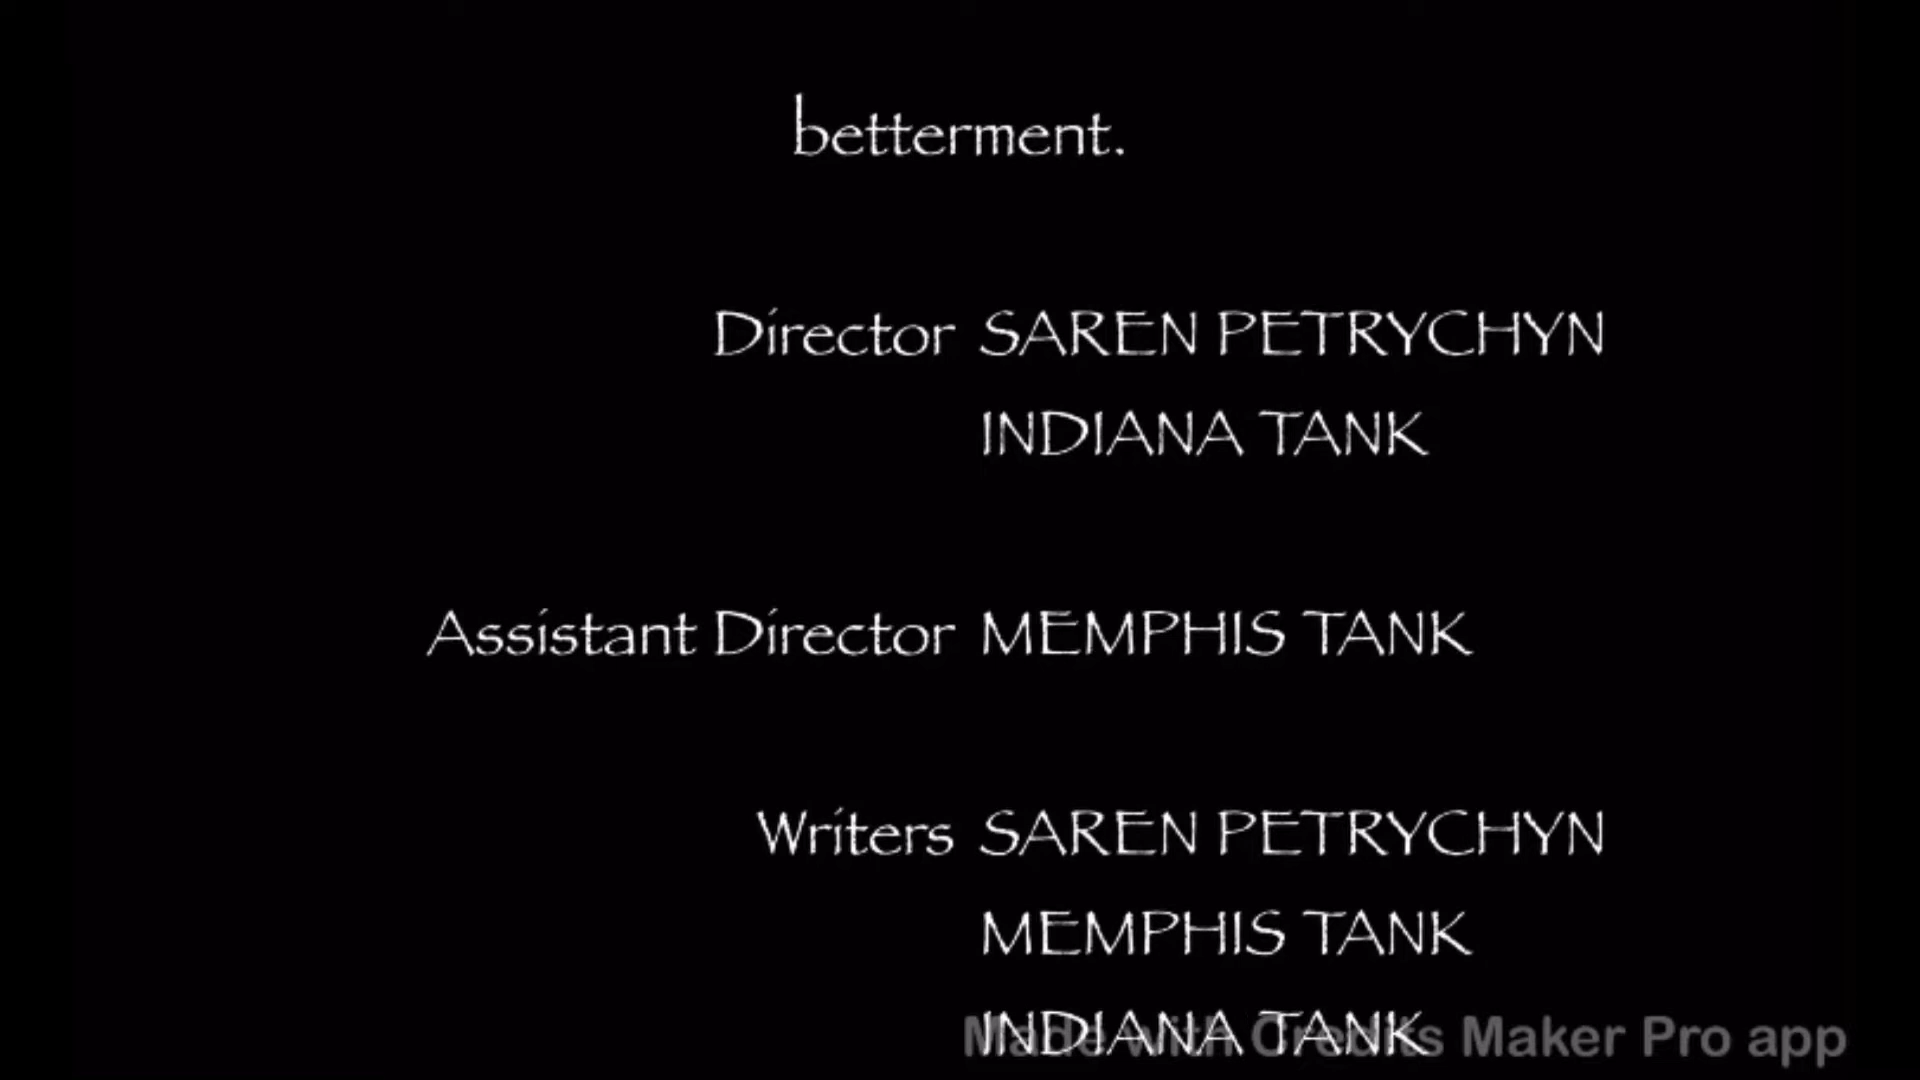 betterment.
Director SAREN PETRYCHYN
INDIANA TANK
Assistant Director MEMPHIS TANK
Writers SAREN PETRYCHYN
MEMPHIS TANK
INDIANA TANK
Made with Credits Maker Pro app